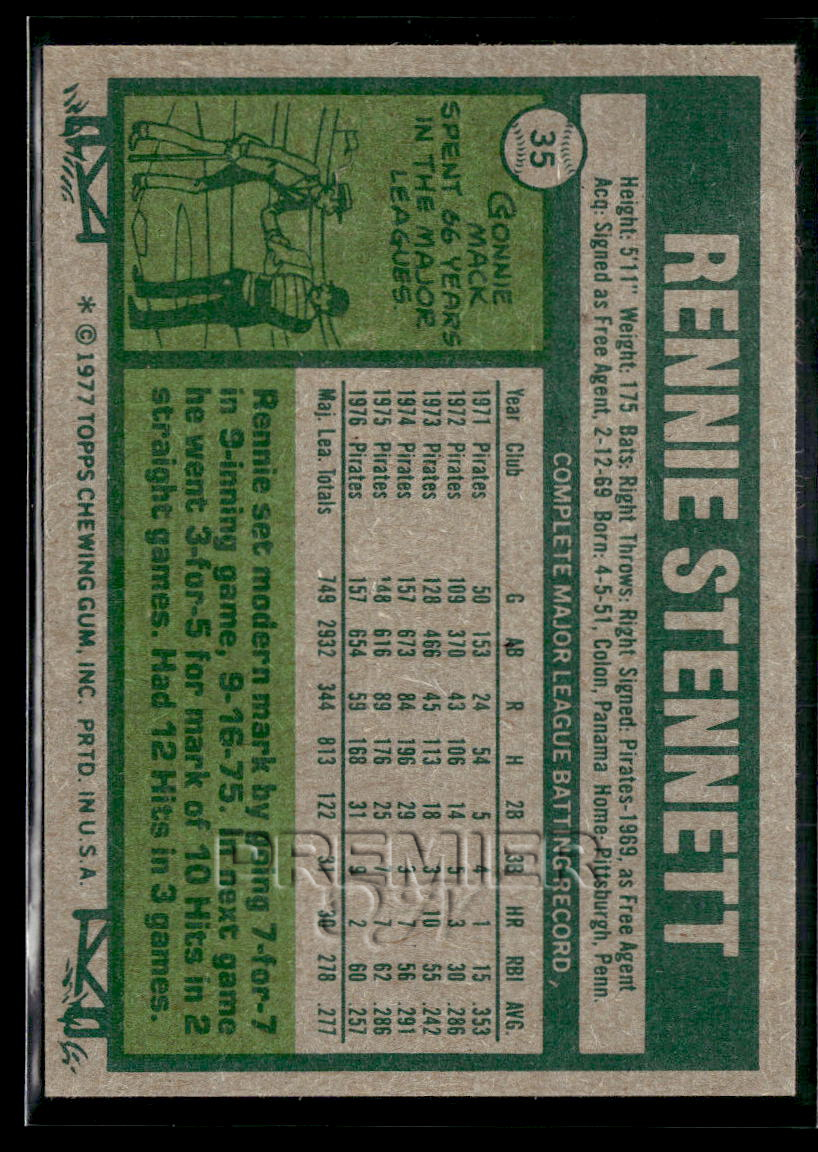 35
RENNIE STENNETT
Height: 5'11" Weight: 175 Bats: Right Throws: Right Signed: Pirates-1969, as Free Agent
Acq: Signed as Free Agent, 2-12-69 Born: 4-5-51, Colon, Panama Home: Pittsburgh, Penn.
CONNIE
MACK
SPENT 66 YEARS
IN THE MAJOR
LEAGUES.
COMPLETE MAJOR LEAGUE BATTING RECORD
Year Club G AB R H 2B 3B HR RBI AVG.
1971 Pirates 50 153 24 54 5 4 1 15 .353
1972 Pirates 109 370 43 106 14 5 3 30 .286
1973 Pirates 128 466 45 113 18 3 10 55 .242
1974 Pirates 157 673 84 196 29 3 7 56 .291
1975 Pirates 148 616 89 176 25 7 7 62 .286
1976 Pirates 157 654 59 168 31 9 2 60 .257
Maj. Lea. Totals 749 2932 344 813 122 31 30 278 .277
Rennie set modern mark by going 7-for-7
in 9-inning game, 9-16-75. In next game
he went 3-for-5 for mark of 10 Hits in 2
straight games. Had 12 Hits in 3 games.
* © 1977 TOPPS CHEWING GUM, INC. PRTD. IN U.S.A.
PREMIER